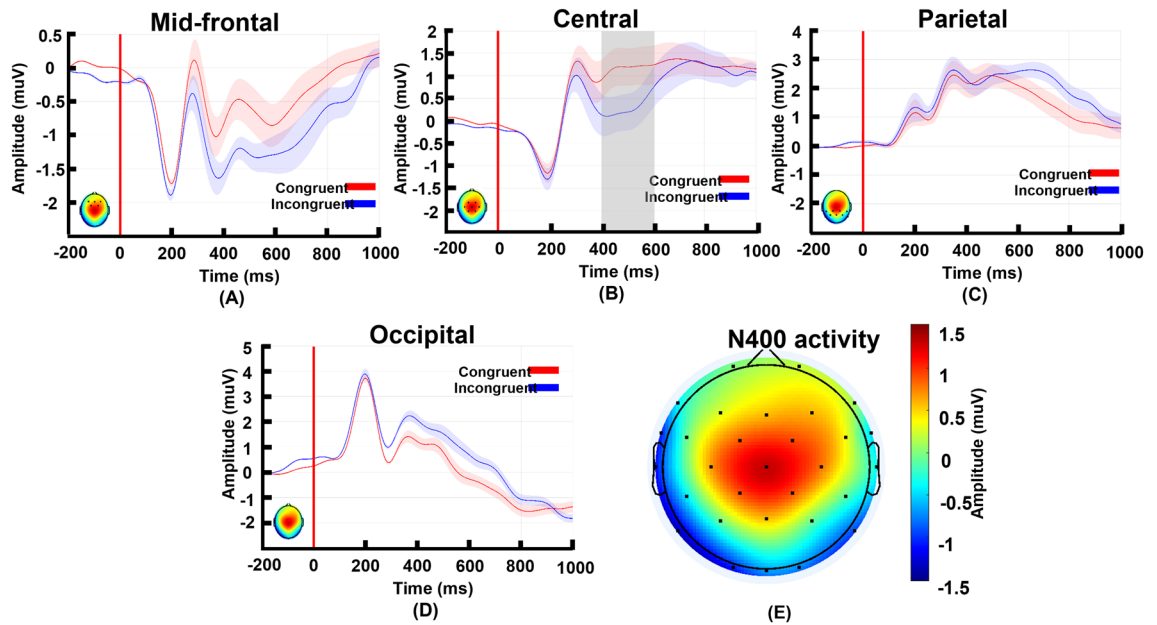 Mid-frontal
Amplitude (muV)
0.5
0
-0.5
-1
-1.5
-2
Congruent
Incongruent
-200 0 200 400 600 800 1000
Time (ms)
(A)
Central
Amplitude (muV)
2
1.5
1
0.5
0
-0.5
-1
-1.5
-2
Congruent
Incongruent
-200 0 200 400 600 800 1000
Time (ms)
(B)
Parietal
Amplitude (muV)
4
3
2
1
0
-1
-2
Congruent
Incongruent
-200 0 200 400 600 800 1000
Time (ms)
(C)
Occipital
Amplitude (muV)
5
4
3
2
1
0
-1
-2
Congruent
Incongruent
-200 0 200 400 600 800 1000
Time (ms)
(D)
N400 activity
1.5
1
0.5
0
-0.5
-1
-1.5
Amplitude (muV)
(E)